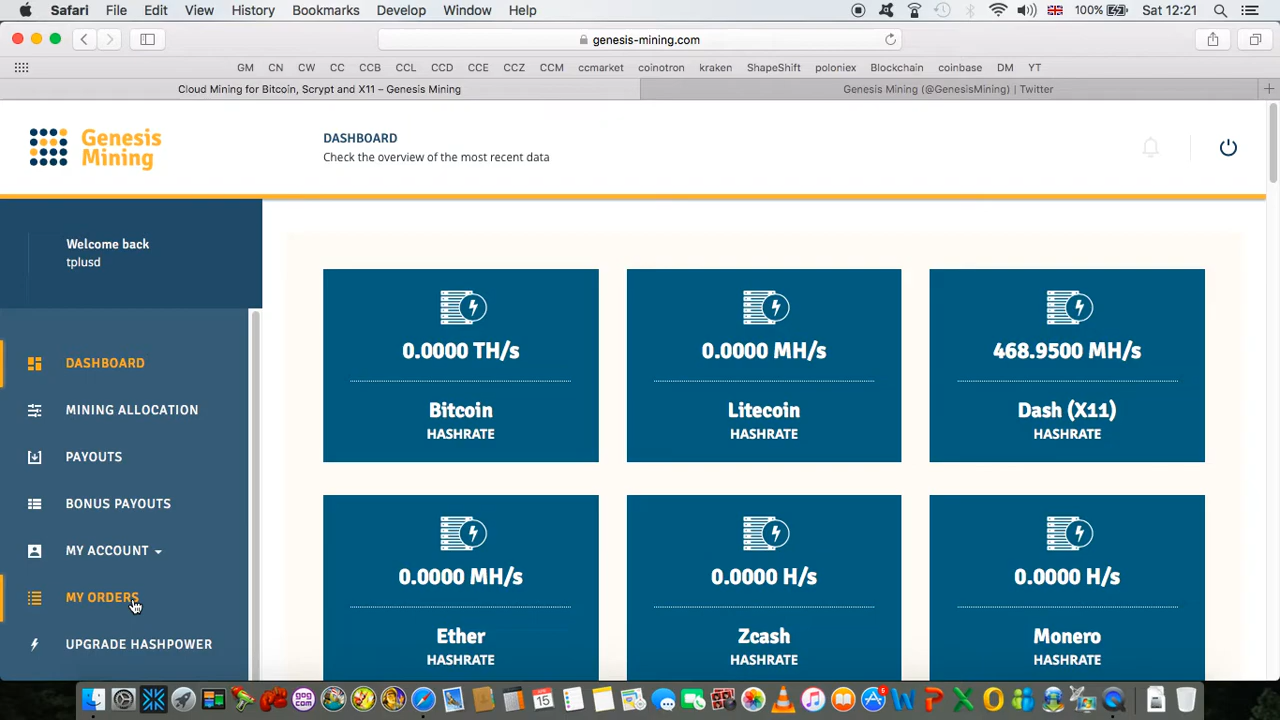 Safari File Edit View History Bookmarks Develop Window Help 100% Sat 12:21
genesis-mining.com
GM CN CW CC CCB CCL CCD CCE CCZ CCM ccmarket coinotron kraken ShapeShift poloniex Blockchain coinbase DM YT
Cloud Mining for Bitcoin, Scrypt and X11 – Genesis Mining
Genesis Mining (@GenesisMining) | Twitter
Genesis
Mining
DASHBOARD
Check the overview of the most recent data
Welcome back
tplusd
DASHBOARD
MINING ALLOCATION
PAYOUTS
BONUS PAYOUTS
MY ACCOUNT
MY ORDERS
UPGRADE HASHPOWER
0.0000 TH/s
Bitcoin
HASHRATE
0.0000 MH/s
Litecoin
HASHRATE
468.9500 MH/s
Dash (X11)
HASHRATE
0.0000 MH/s
Ether
HASHRATE
0.0000 H/s
Zcash
HASHRATE
0.0000 H/s
Monero
HASHRATE